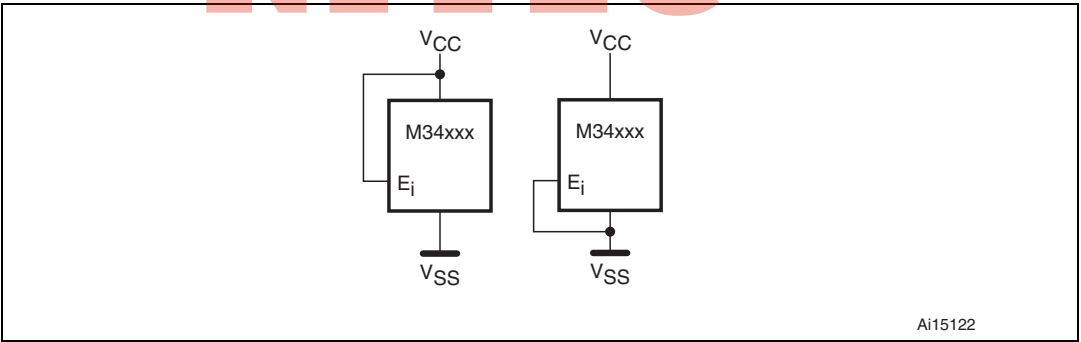 VCC VCC
M34xxx M34xxx
Ei Ei
VSS VSS
Ai15122